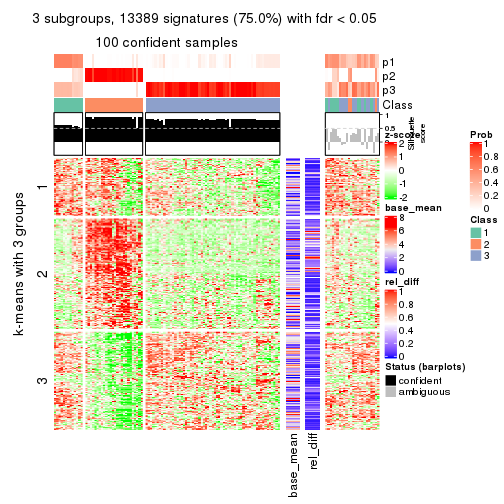 3 subgroups, 13389 signatures (75.0%) with fdr < 0.05
100 confident samples
p1
p2
p3
Class
1
0.5
0
Silhouette
score
k-means with 3 groups
1
2
3
base_mean
rel_diff
z-score
2
1
0
-1
-2
base_mean
8
6
4
2
0
rel_diff
1
0.8
0.6
0.4
0.2
0
Status (barplots)
confident
ambiguous
Prob
1
0.8
0.6
0.4
0.2
0
Class
1
2
3